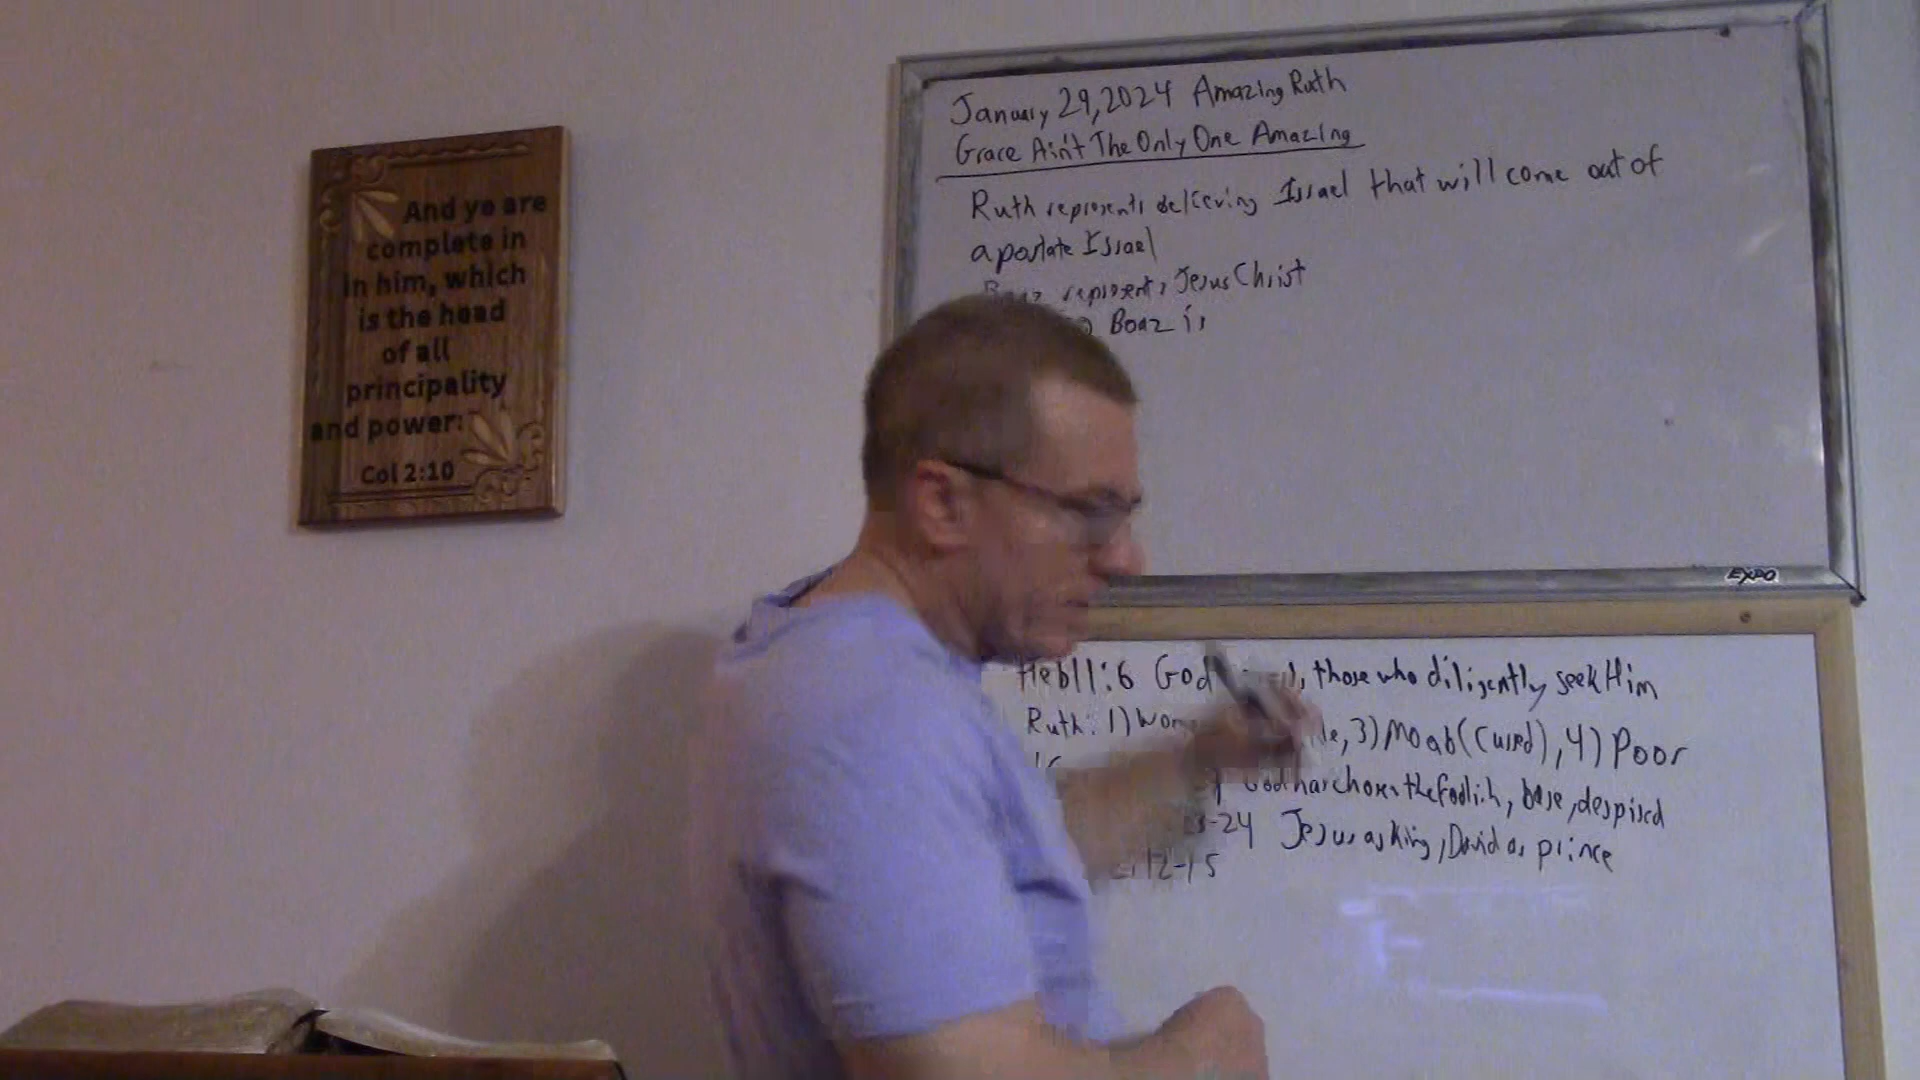 And ye are
complete in
in him, which
is the head
of all
principality
and power:
Col 2:10
January 29, 2024 Amazing Ruth
Grace Ain't The Only One Amazing
Ruth represents believing Israel that will come out of
apostate Israel
Boaz represents Jesus Christ
Boaz is
EXPO
Heb 11:6 God those who diligently seek Him
Ruth: 1) 3) Moab (Cursed), 4) Poor
God has chosen the foolish, base, despised
-24 Jesus as King, David as prince
12-15